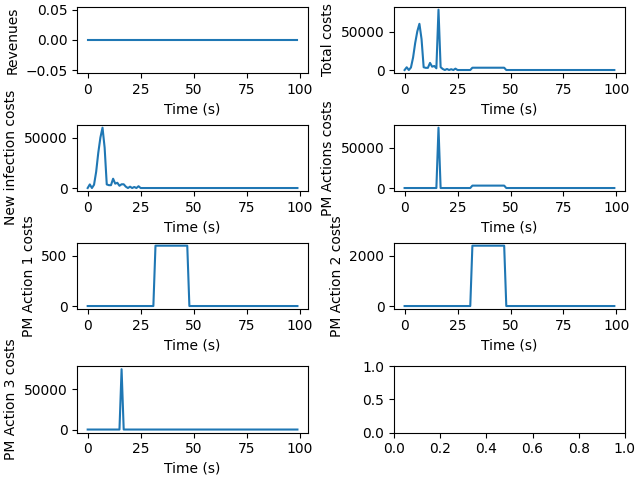 Revenues
0.05
0.00
−0.05
0 25 50 75 100
Time (s)
Total costs
50000
0
0 25 50 75 100
Time (s)
New infection costs
50000
0
0 25 50 75 100
Time (s)
PM Actions costs
50000
0
0 25 50 75 100
Time (s)
PM Action 1 costs
500
0
0 25 50 75 100
Time (s)
PM Action 2 costs
2000
0
0 25 50 75 100
Time (s)
PM Action 3 costs
50000
0
0 25 50 75 100
Time (s)
1.0
0.5
0.0
0.0 0.2 0.4 0.6 0.8 1.0